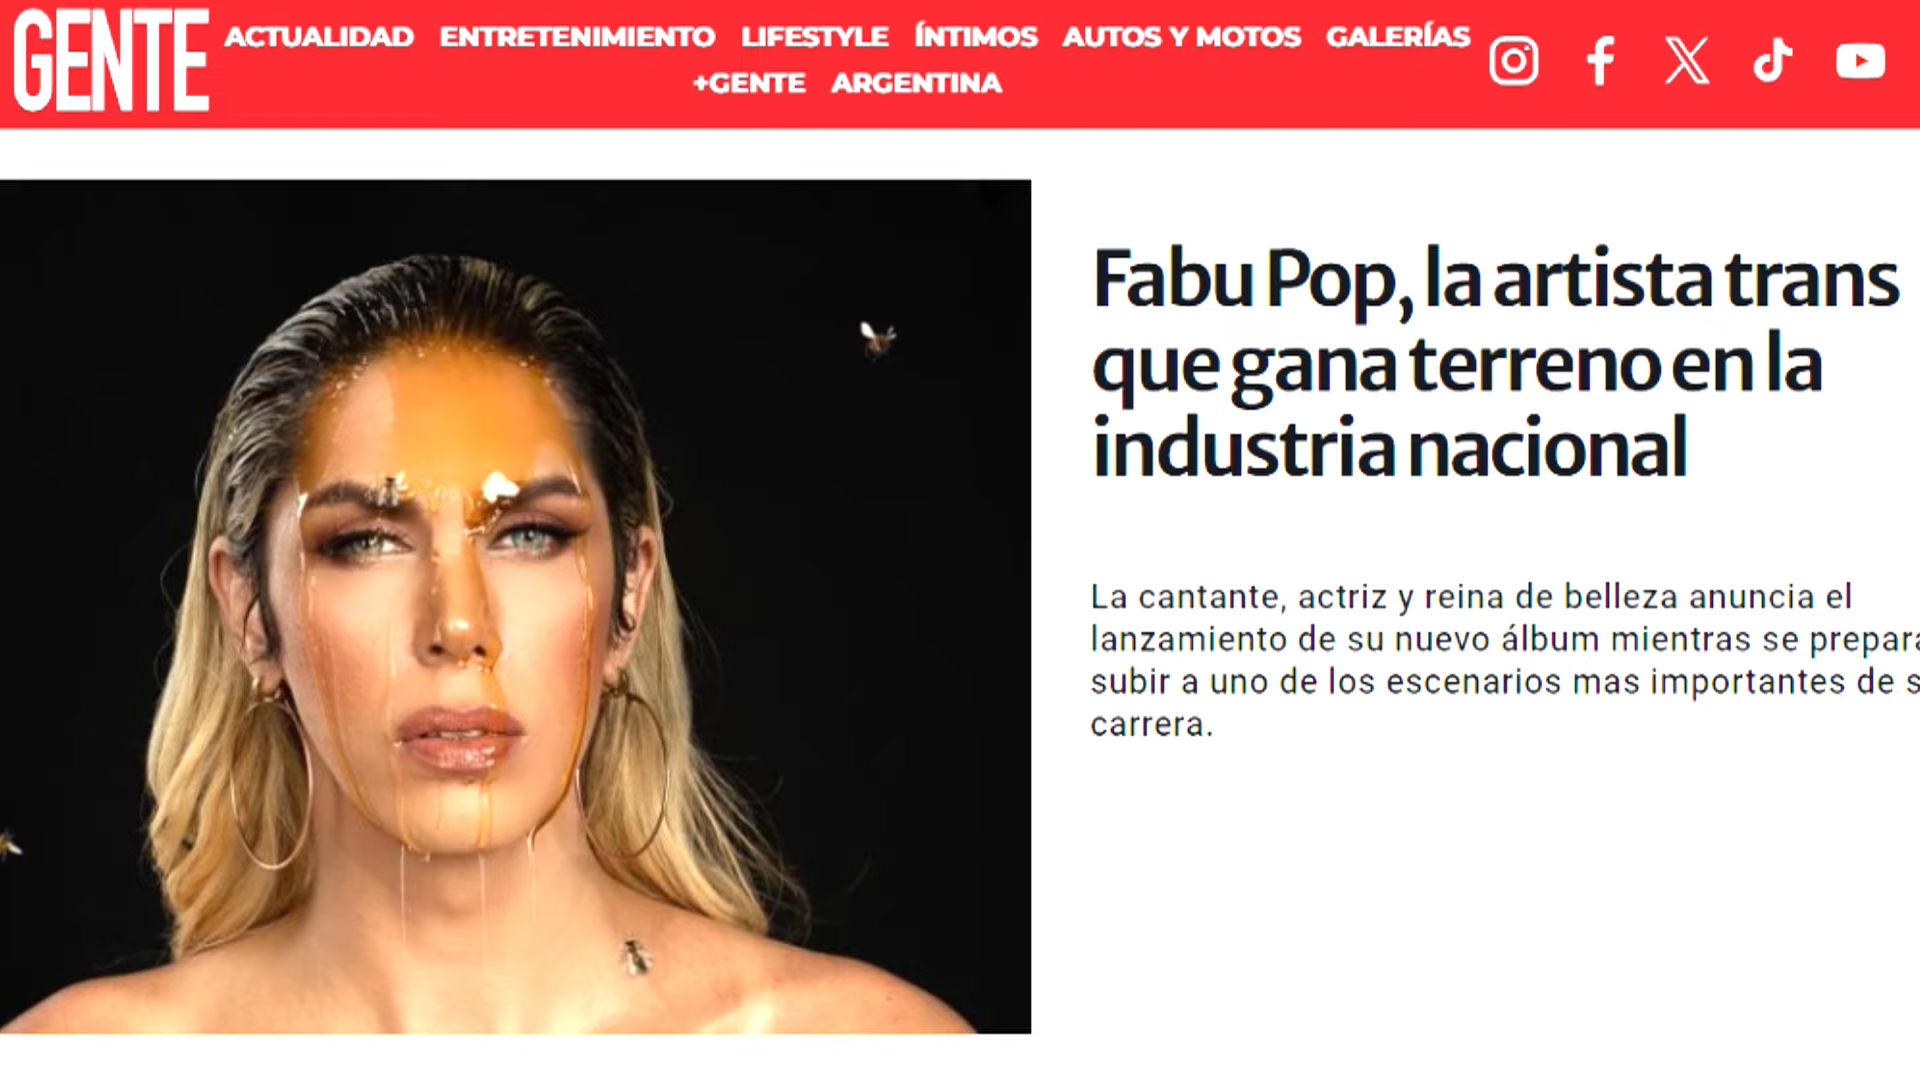 GENTE
ACTUALIDAD ENTRETENIMIENTO LIFESTYLE ÍNTIMOS AUTOS Y MOTOS GALERÍAS
+GENTE ARGENTINA
Fabu Pop, la artista trans
que gana terreno en la
industria nacional
La cantante, actriz y reina de belleza anuncia el
lanzamiento de su nuevo álbum mientras se prepara
subir a uno de los escenarios mas importantes de
carrera.